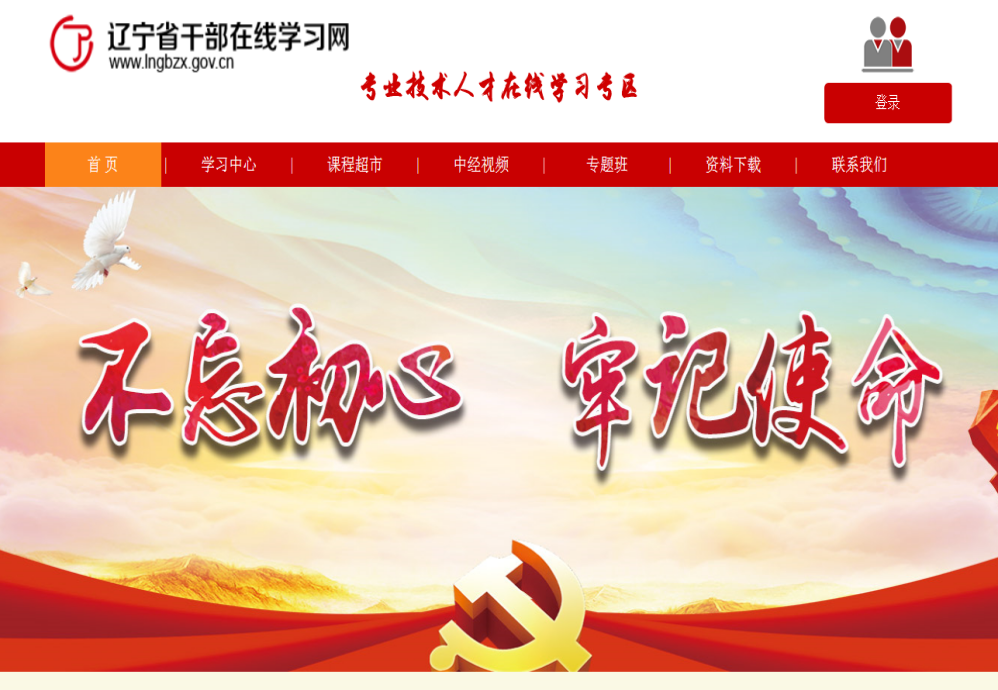 辽宁省干部在线学习网
www.lngbzx.gov.cn
专业技术人才在线学习专区
登录
首 页 | 学习中心 | 课程超市 | 中经视频 | 专题班 | 资料下载 | 联系我们
不忘初心 牢记使命